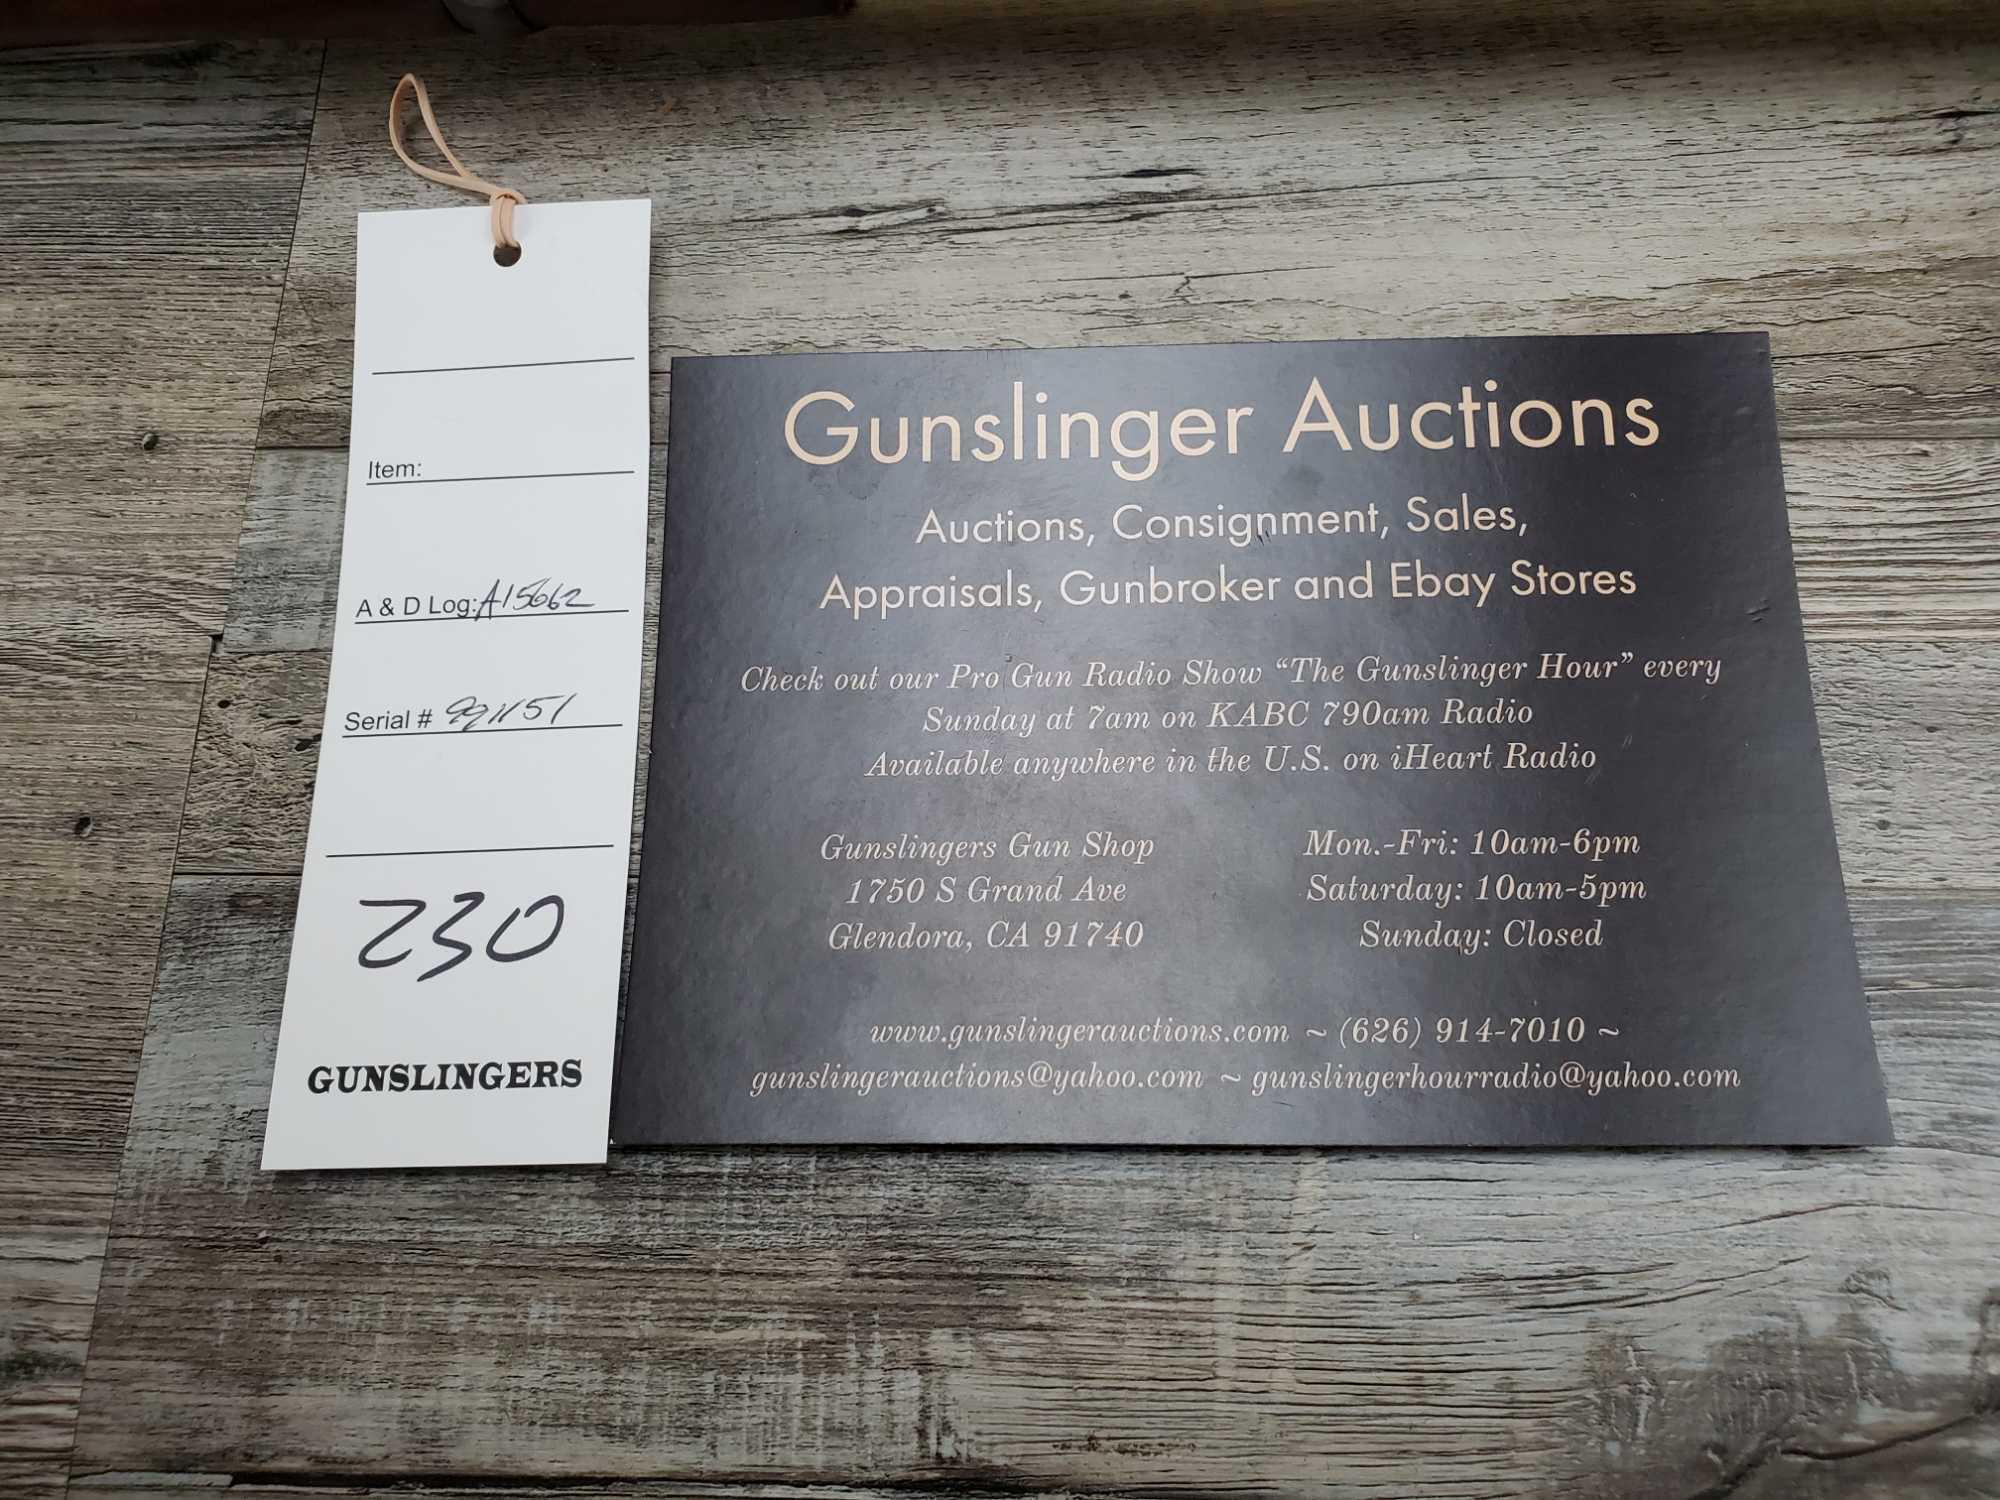 Item:
A & D Log: A15662
Serial # 991151
230
GUNSLINGERS
Gunslinger Auctions
Auctions, Consignment, Sales,
Appraisals, Gunbroker and Ebay Stores
Check out our Pro Gun Radio Show “The Gunslinger Hour” every
Sunday at 7am on KABC 790am Radio
Available anywhere in the U.S. on iHeart Radio
Gunslingers Gun Shop
1750 S Grand Ave
Glendora, CA 91740
Mon.-Fri: 10am-6pm
Saturday: 10am-5pm
Sunday: Closed
www.gunslingerauctions.com ~ (626) 914-7010 ~
gunslingerauctions@yahoo.com ~ gunslingerhourradio@yahoo.com